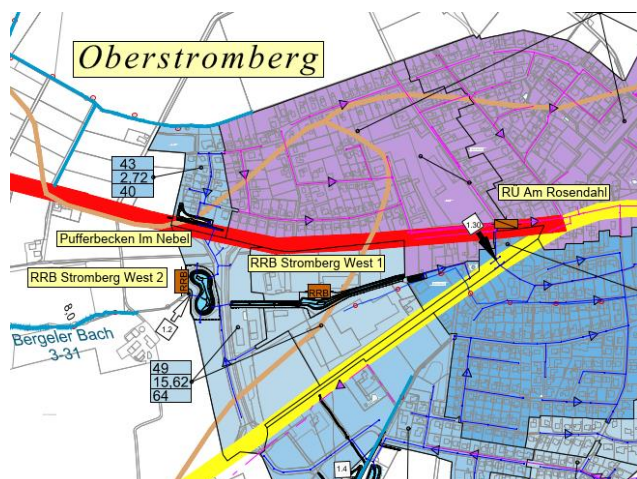 Oberstromberg
43
2,72
40
RÜ Am Rosendahl
1.30
Pufferbecken Im Nebel
RRB Stromberg West 1
RRB Stromberg West 2
RRB
RRB
8,0
1.2
Bergeler Bach
3-31
49
15,62
64
1.4